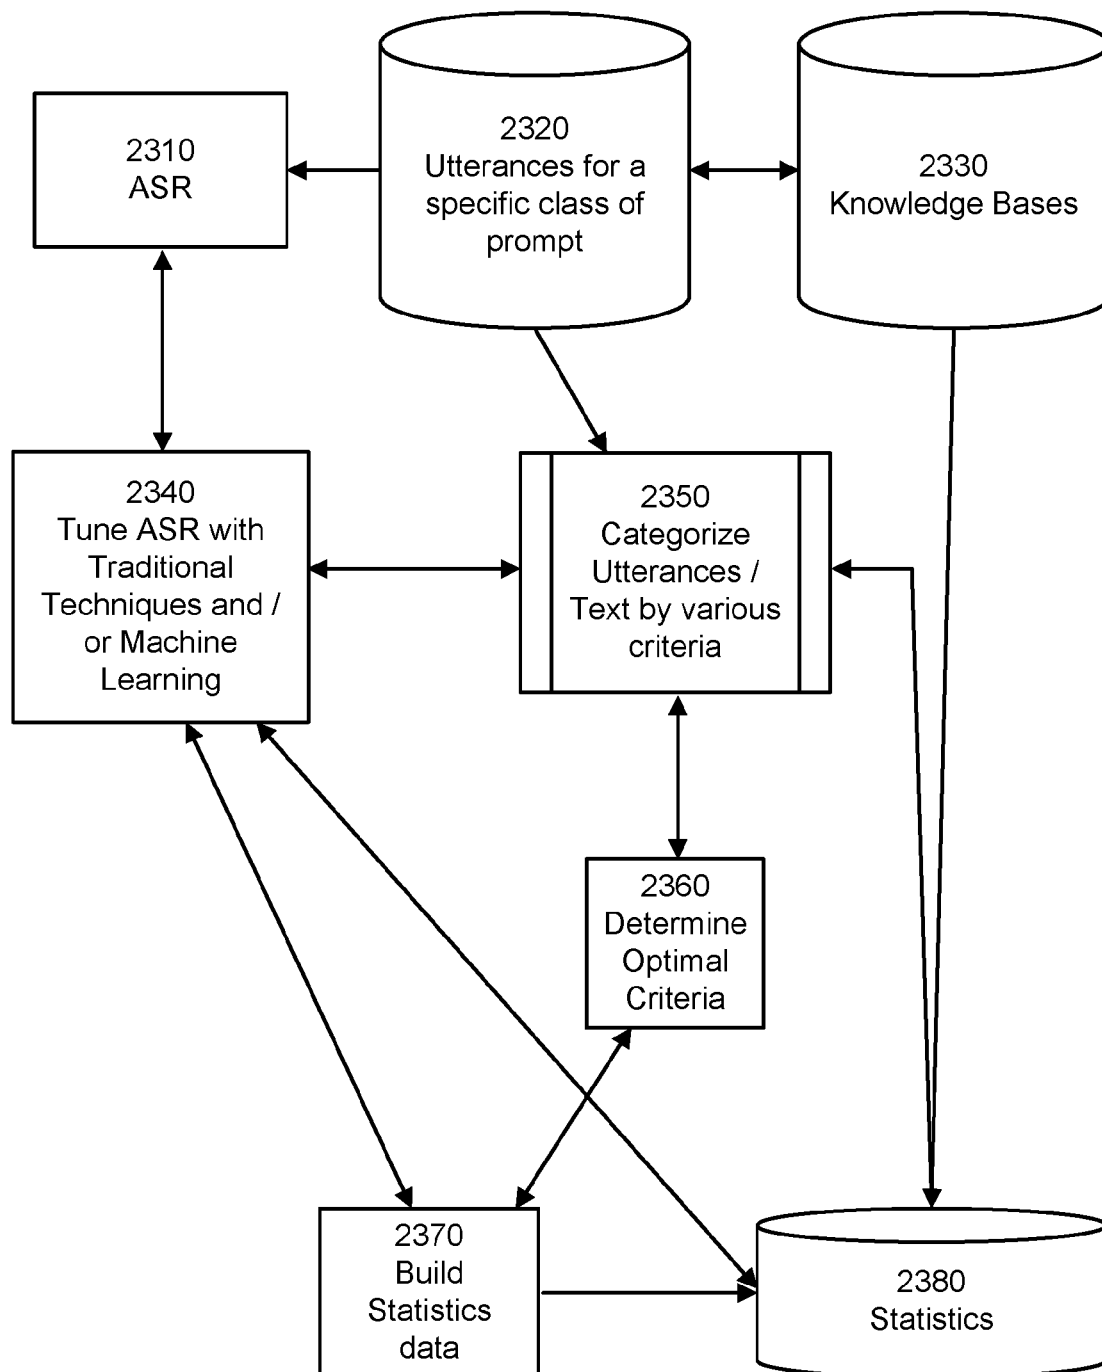 2310
ASR
2320
Utterances for a
specific class of
prompt
2330
Knowledge Bases
2340
Tune ASR with
Traditional
Techniques and /
or Machine
Learning
2350
Categorize
Utterances /
Text by various
criteria
2360
Determine
Optimal
Criteria
2370
Build
Statistics
data
2380
Statistics